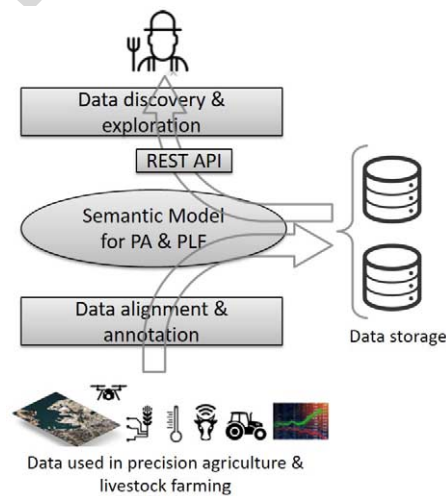 Data discovery &
exploration
REST API
Semantic Model
for PA & PLF
Data alignment &
annotation
Data storage
Data used in precision agriculture &
livestock farming